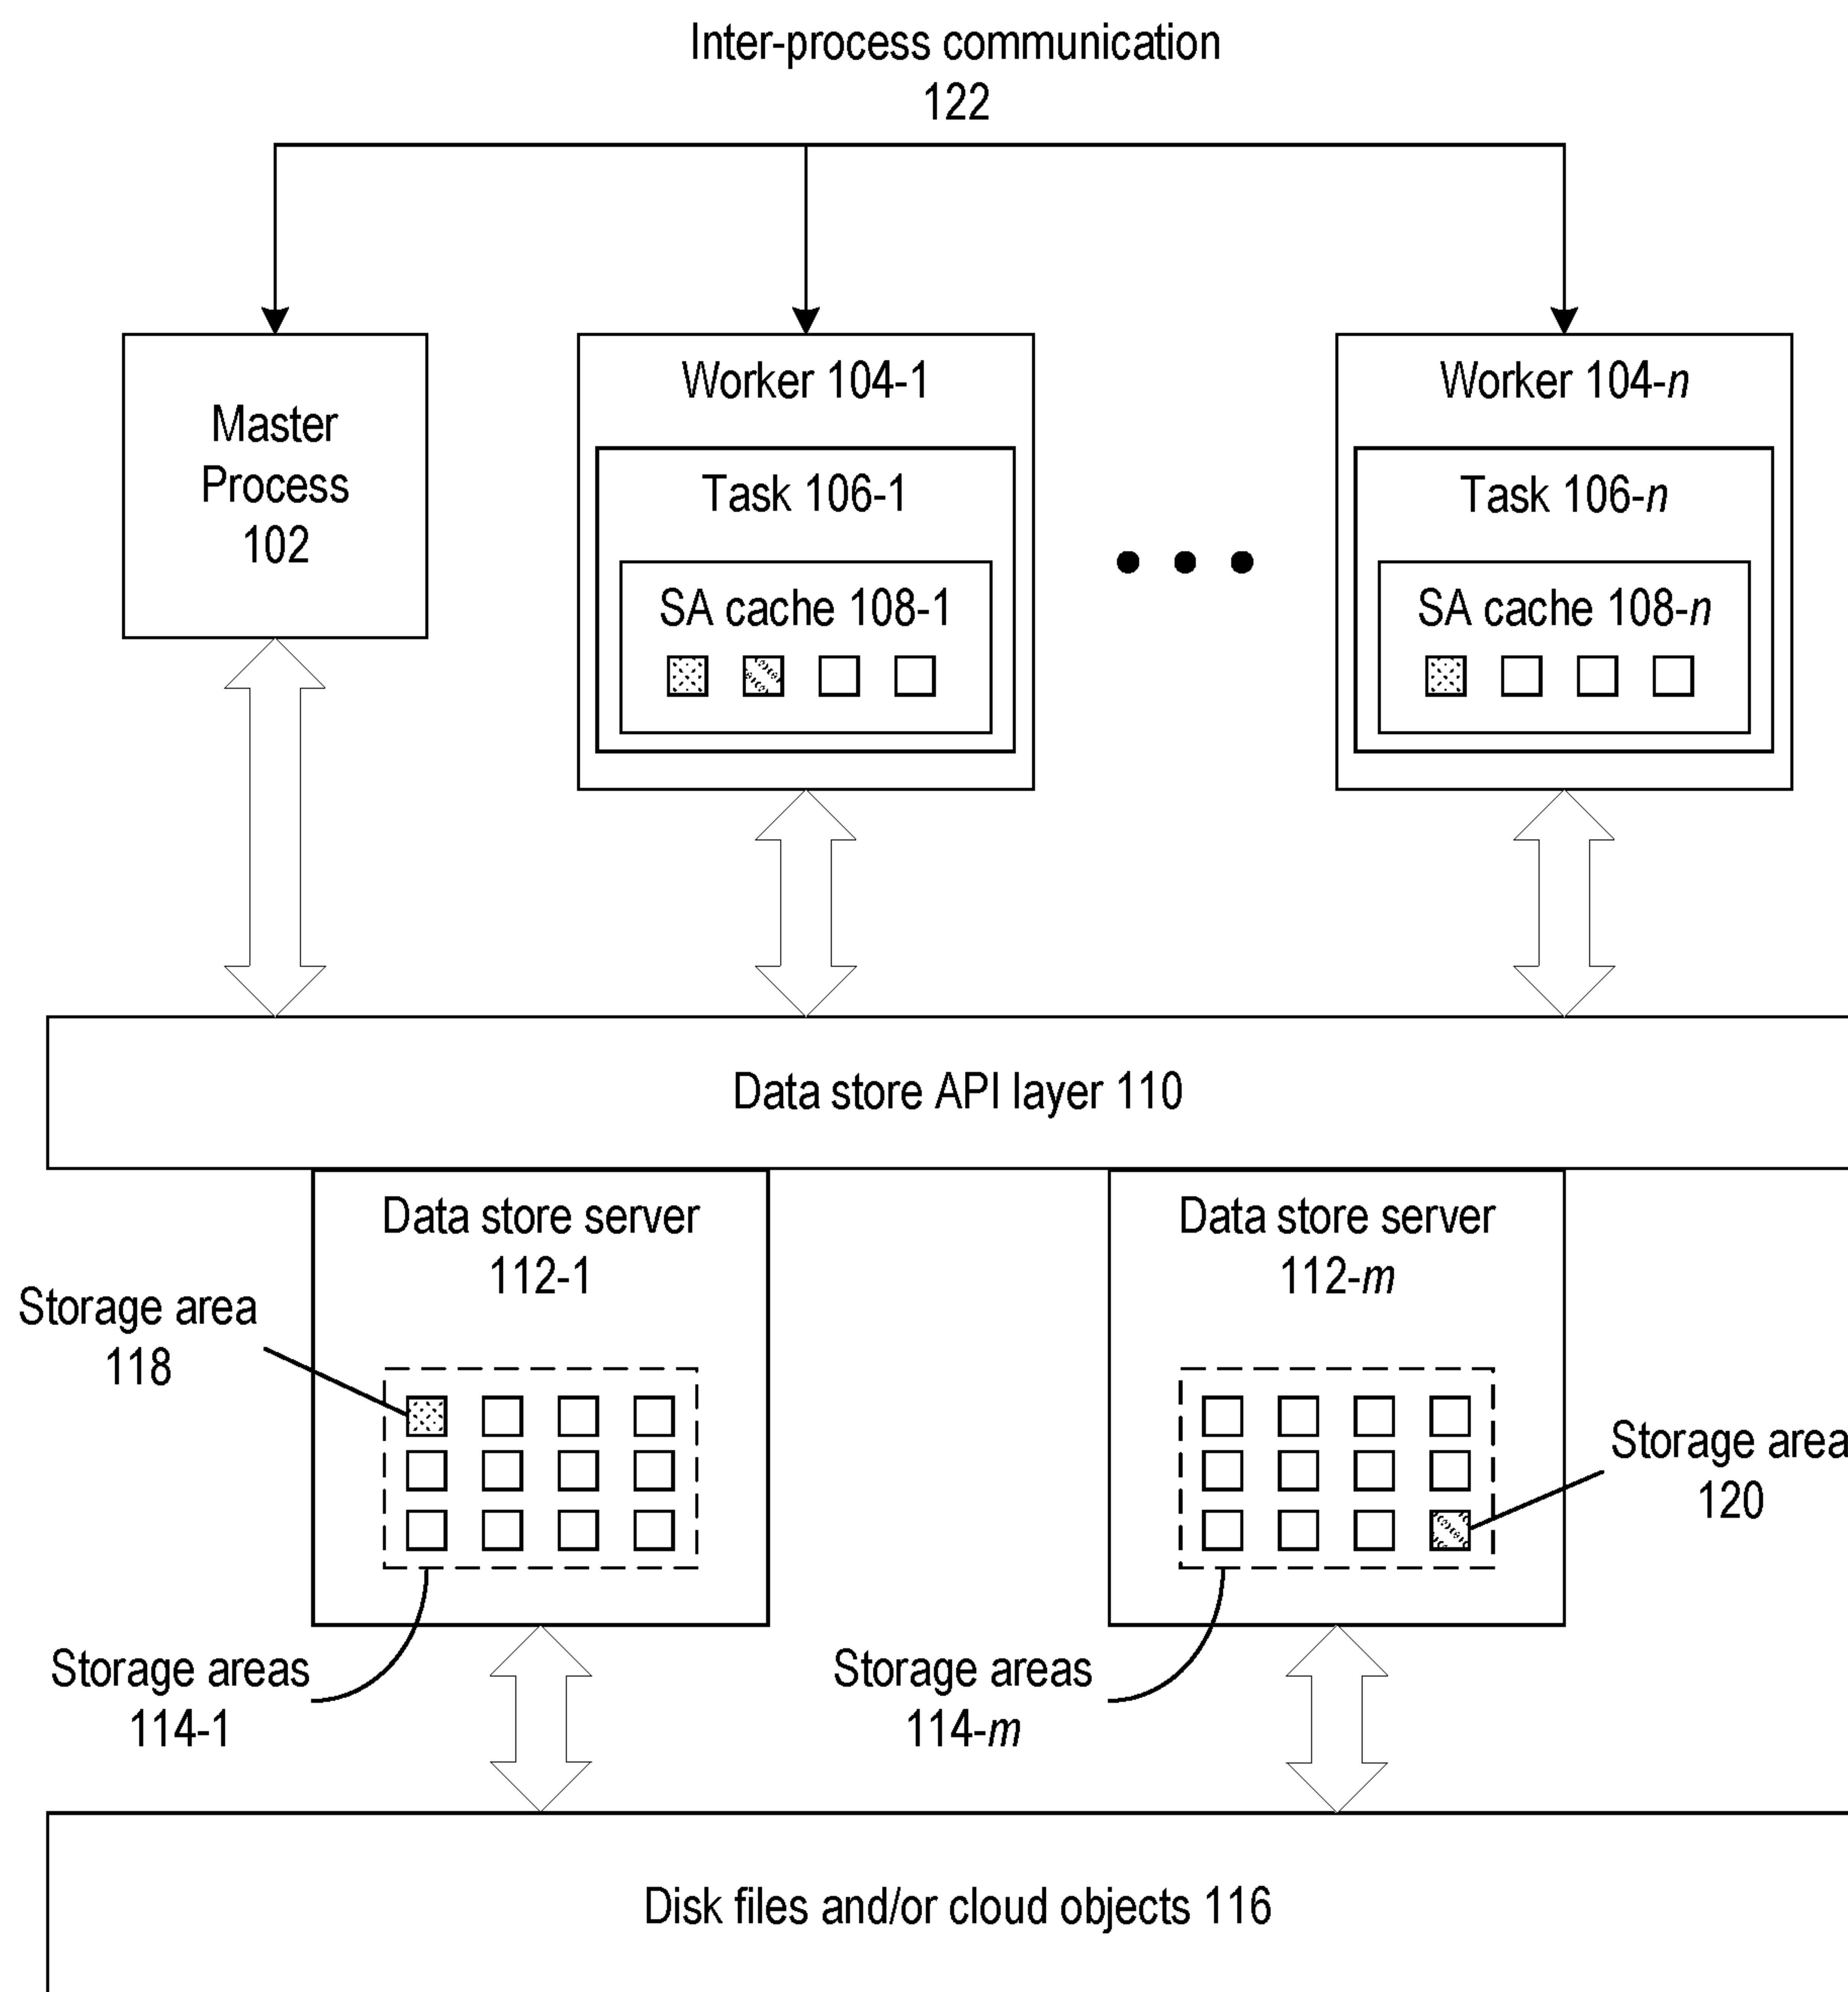 Inter-process communication
122
Master
Process
102
Worker 104-1
Task 106-1
SA cache 108-1
Worker 104-n
Task 106-n
SA cache 108-n
Data store API layer 110
Data store server
112-1
Data store server
112-m
Storage area
118
Storage area
120
Storage areas
114-1
Storage areas
114-m
Disk files and/or cloud objects 116